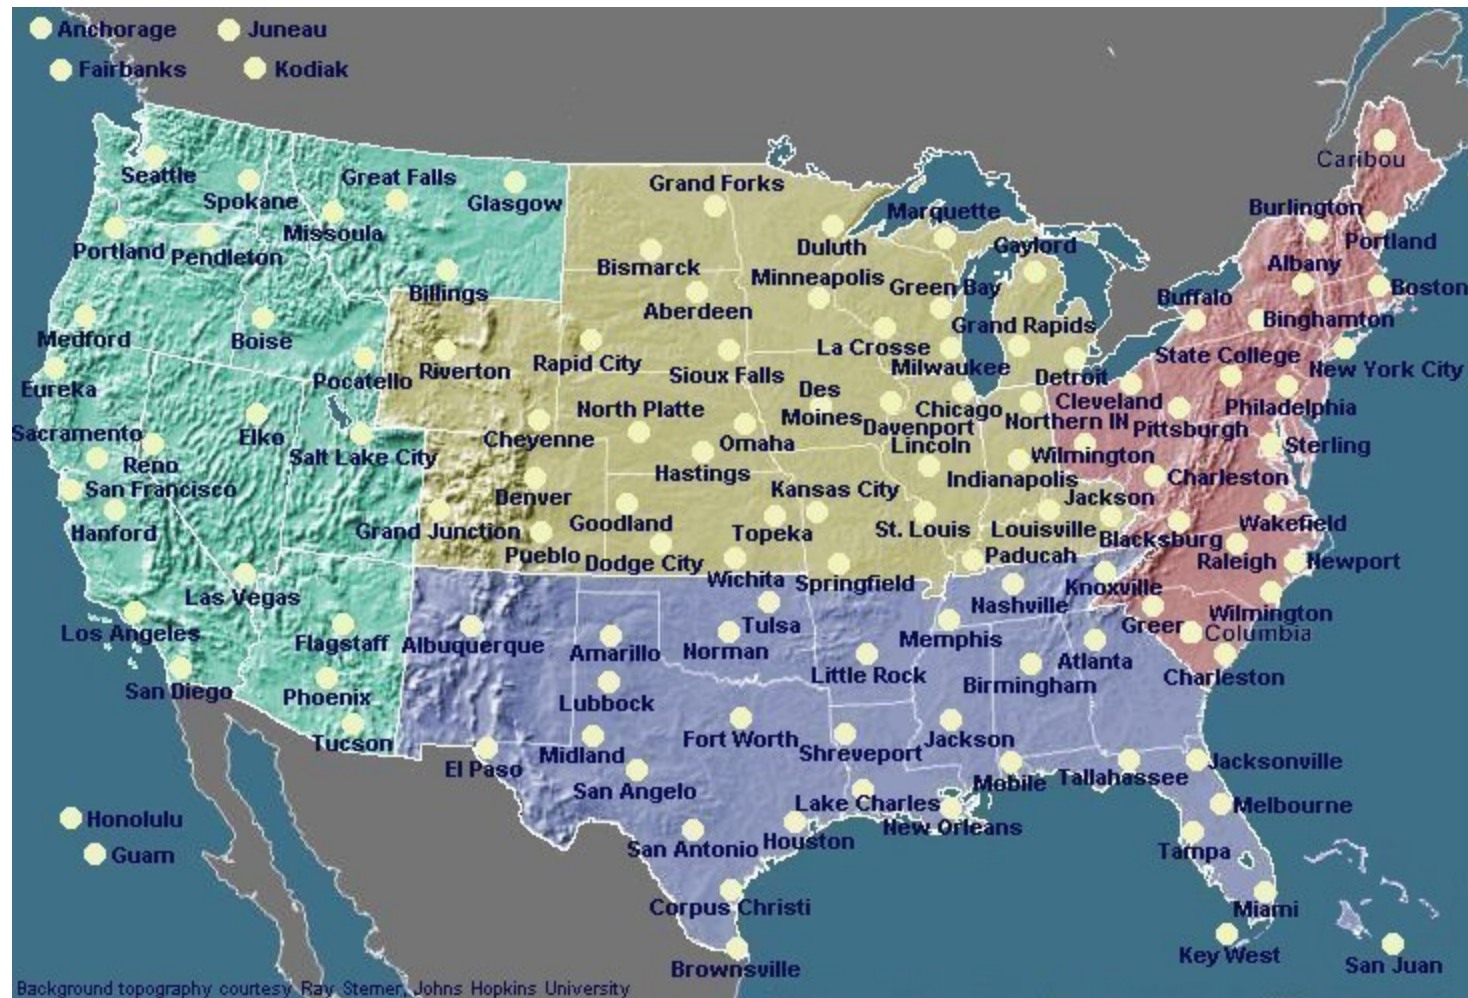 Anchorage
Juneau
Fairbanks
Kodiak
Caribou
Seattle
Spokane
Great Falls
Glasgow
Grand Forks
Marquette
Burlington
Portland
Pendleton
Missoula
Duluth
Gaylord
Portland
Billings
Bismarck
Minneapolis
Green Bay
Albany
Buffalo
Boston
Medford
Boise
Aberdeen
Grand Rapids
Binghamton
Eureka
Pocatello
Riverton
Rapid City
Sioux Falls
La Crosse
Milwaukee
Detroit
State College
New York City
Sacramento
Reno
Elko
Salt Lake City
Cheyenne
North Platte
Omaha
Des
Moines
Davenport
Chicago
Northern IN
Cleveland
Pittsburgh
Philadelphia
Lincoln
Sterling
San Francisco
Denver
Hastings
Kansas City
Indianapolis
Wilmington
Charleston
Hanford
Grand Junction
Goodland
Topeka
St. Louis
Louisville
Jackson
Wakefield
Pueblo
Dodge City
Wichita
Springfield
Paducah
Blacksburg
Raleigh
Newport
Las Vegas
Nashville
Knoxville
Los Angeles
Flagstaff
Albuquerque
Amarillo
Norman
Tulsa
Memphis
Greer
Wilmington
Columbia
San Diego
Phoenix
Lubbock
Little Rock
Birmingham
Atlanta
Charleston
Tucson
El Paso
Midland
Fort Worth
Shreveport
Jackson
San Angelo
Mobile
Tallahassee
Jacksonville
Honolulu
Lake Charles
New Orleans
Melbourne
Guam
San Antonio
Houston
Tampa
Corpus Christi
Miami
Brownsville
Key West
San Juan
Background topography courtesy Ray Sterner, Johns Hopkins University